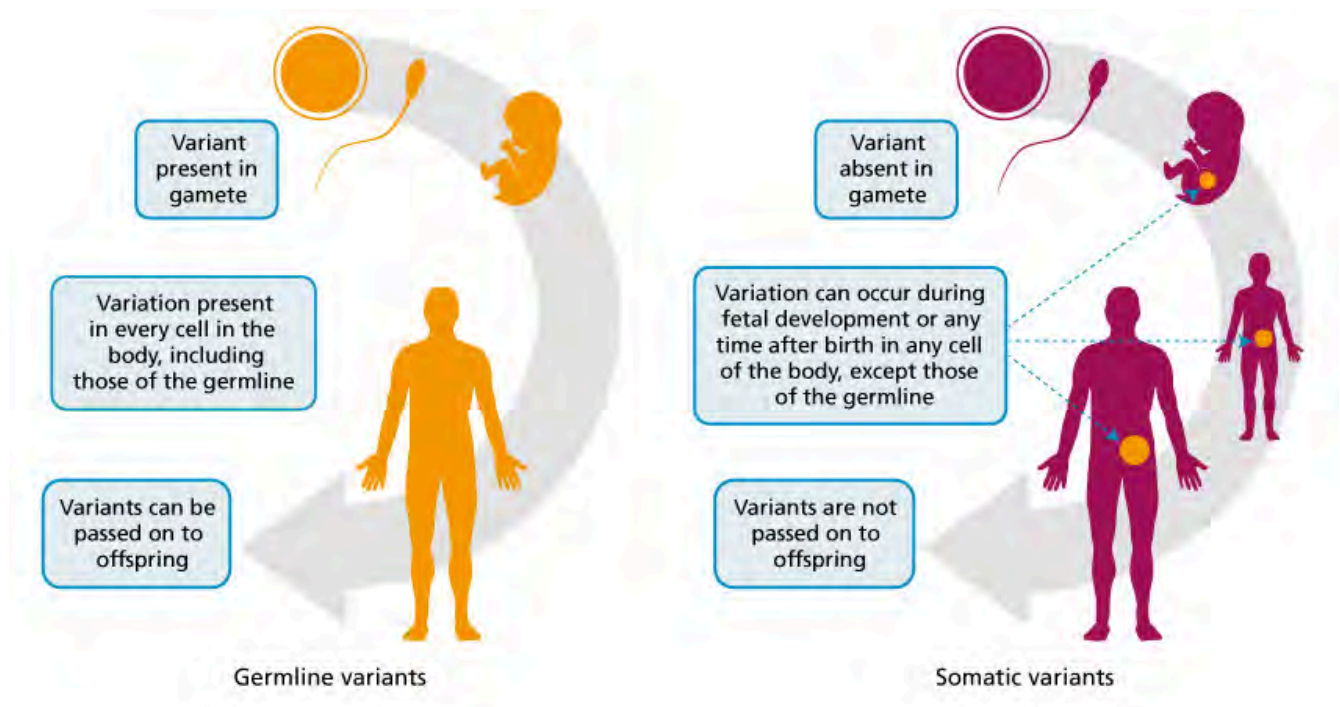 Variant
present in
gamete
Variation present
in every cell in the
body, including
those of the germline
Variants can be
passed on to
offspring
Germline variants
Variant
absent in
gamete
Variation can occur during
fetal development or any
time after birth in any cell
of the body, except those
of the germline
Variants are not
passed on to
offspring
Somatic variants